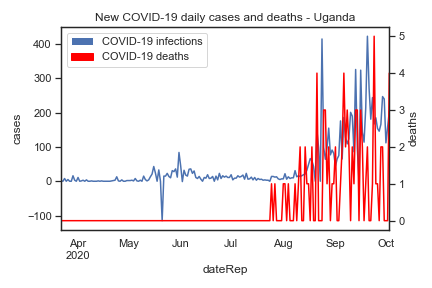 New COVID-19 daily cases and deaths - Uganda
COVID-19 infections
COVID-19 deaths
400
300
200
100
0
−100
cases
5
4
3
2
1
0
deaths
Apr
2020
May
Jun
Jul
Aug
Sep
Oct
dateRep